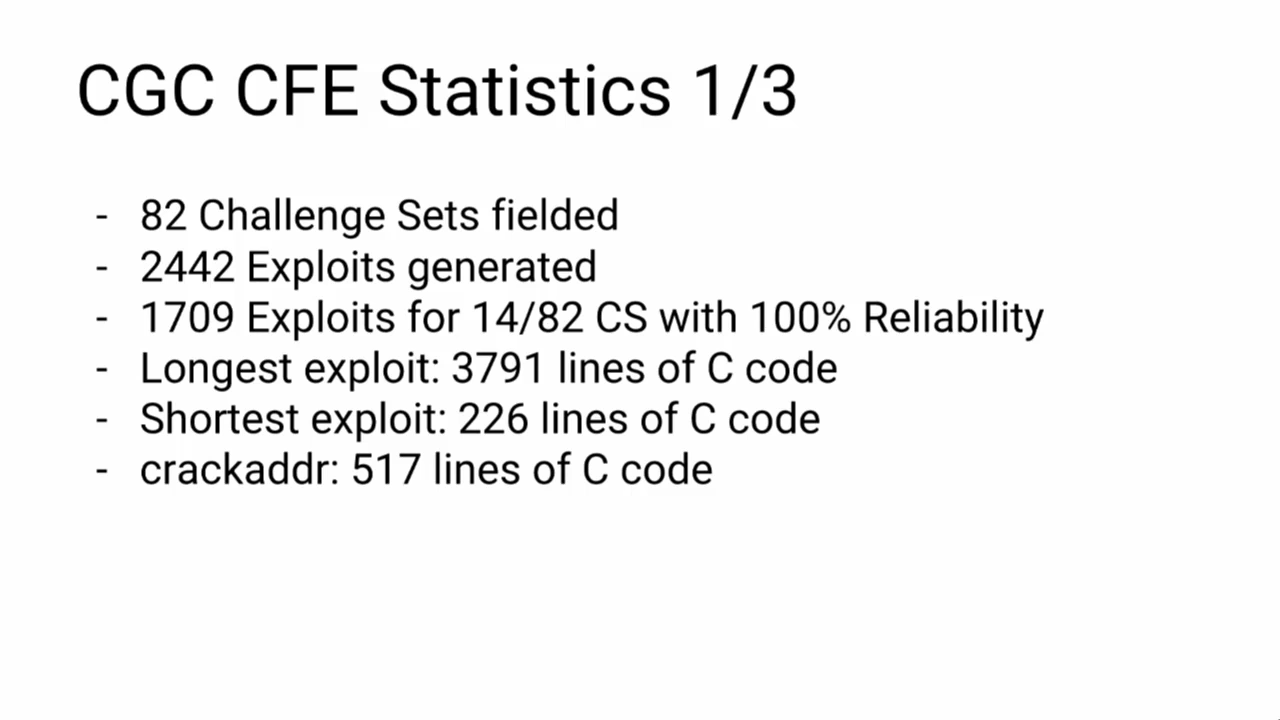 CGC CFE Statistics 1/3
- 82 Challenge Sets fielded
- 2442 Exploits generated
- 1709 Exploits for 14/82 CS with 100% Reliability
- Longest exploit: 3791 lines of C code
- Shortest exploit: 226 lines of C code
- crackaddr: 517 lines of C code